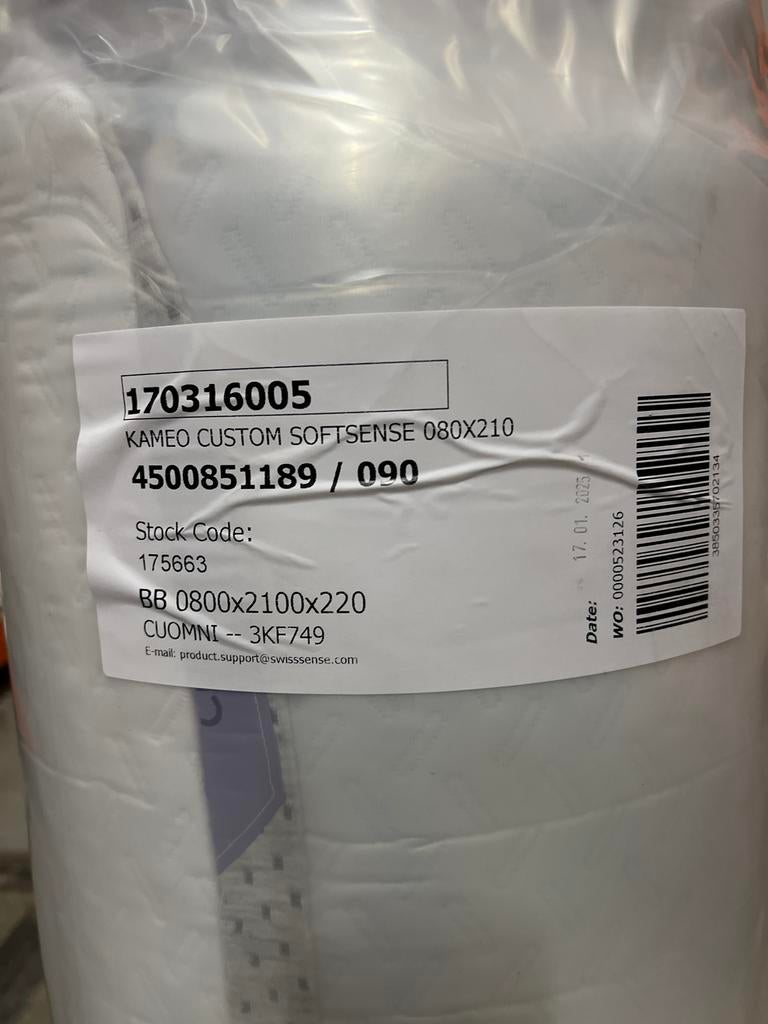 170316005
KAMEO CUSTOM SOFTSENSE 080X210
4500851189 / 090
Stock Code:
175663
BB 0800x2100x220
CUOMNI -- 3KF749
E-mail: product.support@swisssense.com
Date: 17. 01. 2025
WO: 0000523126
3850335702134